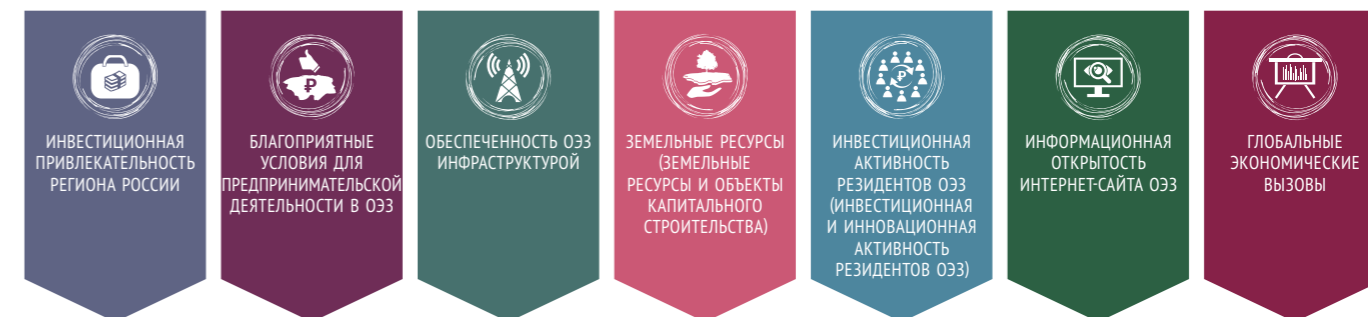 ИНВЕСТИЦИОННАЯ
ПРИВЛЕКАТЕЛЬНОСТЬ
РЕГИОНА РОССИИ
БЛАГОПРИЯТНЫЕ
УСЛОВИЯ ДЛЯ
ПРЕДПРИНИМАТЕЛЬСКОЙ
ДЕЯТЕЛЬНОСТИ В ОЭЗ
ОБЕСПЕЧЕННОСТЬ ОЭЗ
ИНФРАСТРУКТУРОЙ
ЗЕМЕЛЬНЫЕ РЕСУРСЫ
(ЗЕМЕЛЬНЫЕ
РЕСУРСЫ И ОБЪЕКТЫ
КАПИТАЛЬНОГО
СТРОИТЕЛЬСТВА)
ИНВЕСТИЦИОННАЯ
АКТИВНОСТЬ
РЕЗИДЕНТОВ ОЭЗ
(ИНВЕСТИЦИОННАЯ
И ИННОВАЦИОННАЯ
АКТИВНОСТЬ
РЕЗИДЕНТОВ ОЭЗ)
ИНФОРМАЦИОННАЯ
ОТКРЫТОСТЬ
ИНТЕРНЕТ-САЙТА ОЭЗ
ГЛОБАЛЬНЫЕ
ЭКОНОМИЧЕСКИЕ
ВЫЗОВЫ